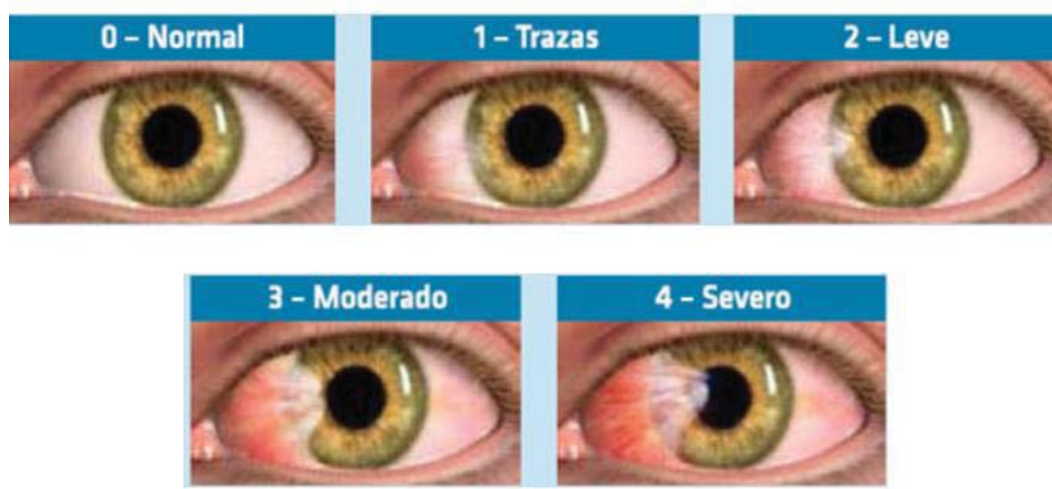 0 – Normal
1 – Trazas
2 – Leve
3 – Moderado
4 – Severo